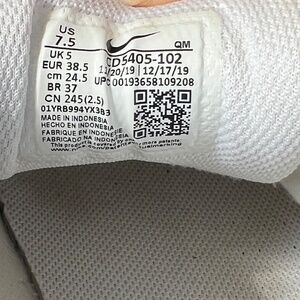 US
7.5
QM
UK 5
CD5405-102
EUR 38.5
11/20/19 12/17/19
cm 24.5
UPC 00193658109208
BR 37
CN 245(2.5)
01YRB994YX3B3
MADE IN INDONESIA
HECHO EN INDONESIA
FABRIQUE EN INDONESIE
FABRICADO NA INDONESIA